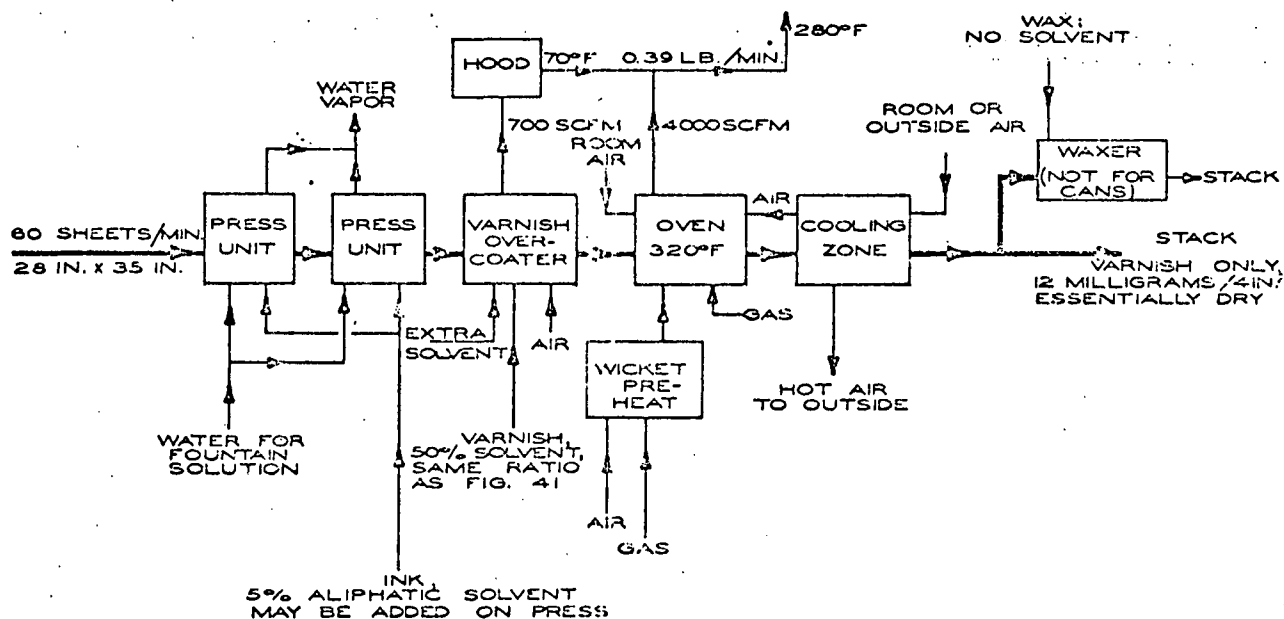 WAX;
NO SOLVENT
280°F
HOOD
70°F
0.39 LB./MIN.
WATER
VAPOR
700 SCFM
4000 SCFM
ROOM
AIR
ROOM OR
OUTSIDE AIR
WAXER
(NOT FOR
CANS)
STACK
60 SHEETS/MIN.
28 IN. X 35 IN.
PRESS
UNIT
PRESS
UNIT
VARNISH
OVER-
COATER
OVEN
320°F
AIR
COOLING
ZONE
STACK
VARNISH ONLY,
12 MILLIGRAMS/4IN.
ESSENTIALLY DRY
EXTRA
SOLVENT
AIR
GAS
WICKET
PRE-
HEAT
HOT AIR
TO OUTSIDE
WATER FOR
FOUNTAIN
SOLUTION
VARNISH,
50% SOLVENT,
SAME RATIO
AS FIG. 41
AIR
GAS
INK,
5% ALIPHATIC SOLVENT
MAY BE ADDED ON PRESS